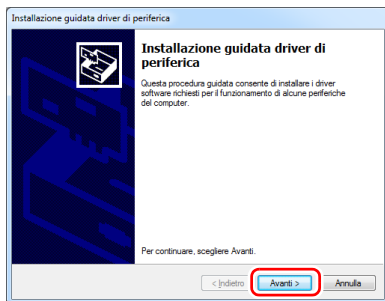 Installazione guidata driver di periferica
Installazione guidata driver di
periferica
Questa procedura guidata consente di installare i driver
software richiesti per il funzionamento di alcune periferiche
del computer.
Per continuare, scegliere Avanti.
< Indietro Avanti > Annulla